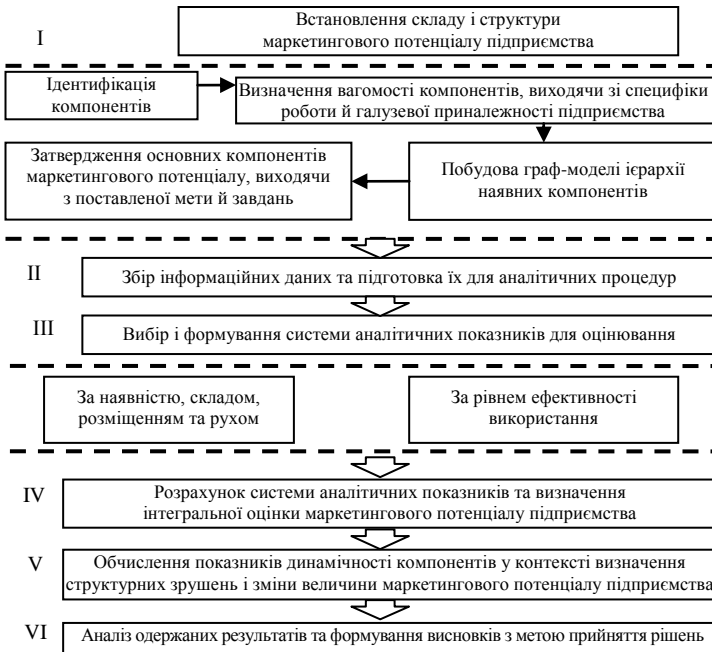 I
Встановлення складу і структури
маркетингового потенціалу підприємства
Ідентифікація
компонентів
Визначення вагомості компонентів, виходячи зі специфіки
роботи й галузевої приналежності підприємства
Затвердження основних компонентів
маркетингового потенціалу, виходячи
з поставленої мети й завдань
Побудова граф-моделі ієрархії
наявних компонентів
II
Збір інформаційних даних та підготовка їх для аналітичних процедур
III
Вибір і формування системи аналітичних показників для оцінювання
За наявністю, складом,
розміщенням та рухом
За рівнем ефективності
використання
IV
Розрахунок системи аналітичних показників та визначення
інтегральної оцінки маркетингового потенціалу підприємства
V
Обчислення показників динамічності компонентів у контексті визначення
структурних зрушень і зміни величини маркетингового потенціалу підприємства
VI
Аналіз одержаних результатів та формування висновків з метою прийняття рішень